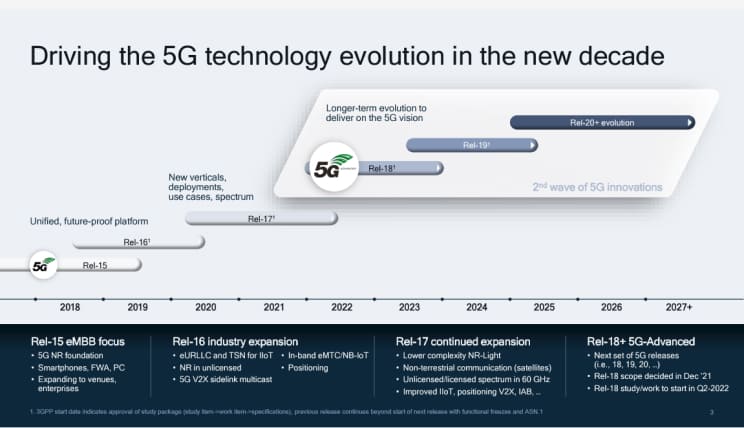 Driving the 5G technology evolution in the new decade
Longer-term evolution to
deliver on the 5G vision
Rel-20+ evolution
Rel-19¹
5G
Rel-18¹
2nd wave of 5G innovations
New verticals,
deployments,
use cases, spectrum
Rel-17¹
Unified, future-proof platform
Rel-16¹
5G
Rel-15
2018 2019 2020 2021 2022 2023 2024 2025 2026 2027+
Rel-15 eMBB focus
• 5G NR foundation
• Smartphones, FWA, PC
• Expanding to venues,
enterprises
Rel-16 industry expansion
• eURLLC and TSN for IIoT
• NR in unlicensed
• 5G V2X sidelink multicast
• In-band eMTC/NB-IoT
• Positioning
Rel-17 continued expansion
• Lower complexity NR-Light
• Non-terrestrial communication (satellites)
• Unlicensed/licensed spectrum in 60 GHz
• Improved IIoT, positioning V2X, IAB, ..
Rel-18+ 5G-Advanced
• Next set of 5G releases
(i.e., 18, 19, 20, ..)
• Rel-18 scope decided in Dec '21
• Rel-18 study/work to start in Q2-2022
1. 3GPP start date indicates approval of study package (study item->work item->specifications), previous release continues beyond start of next release with functional freezes and ASN.1
3